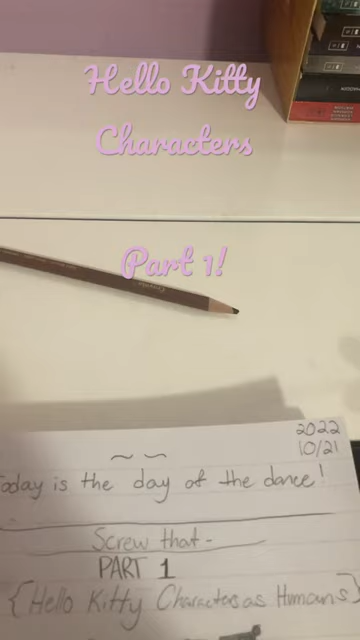 Hello Kitty
Characters
Part 1!
2022
10/21
Today is the day of the dance!
Screw that-
PART 1
{Hello Kitty Characters as Humans}